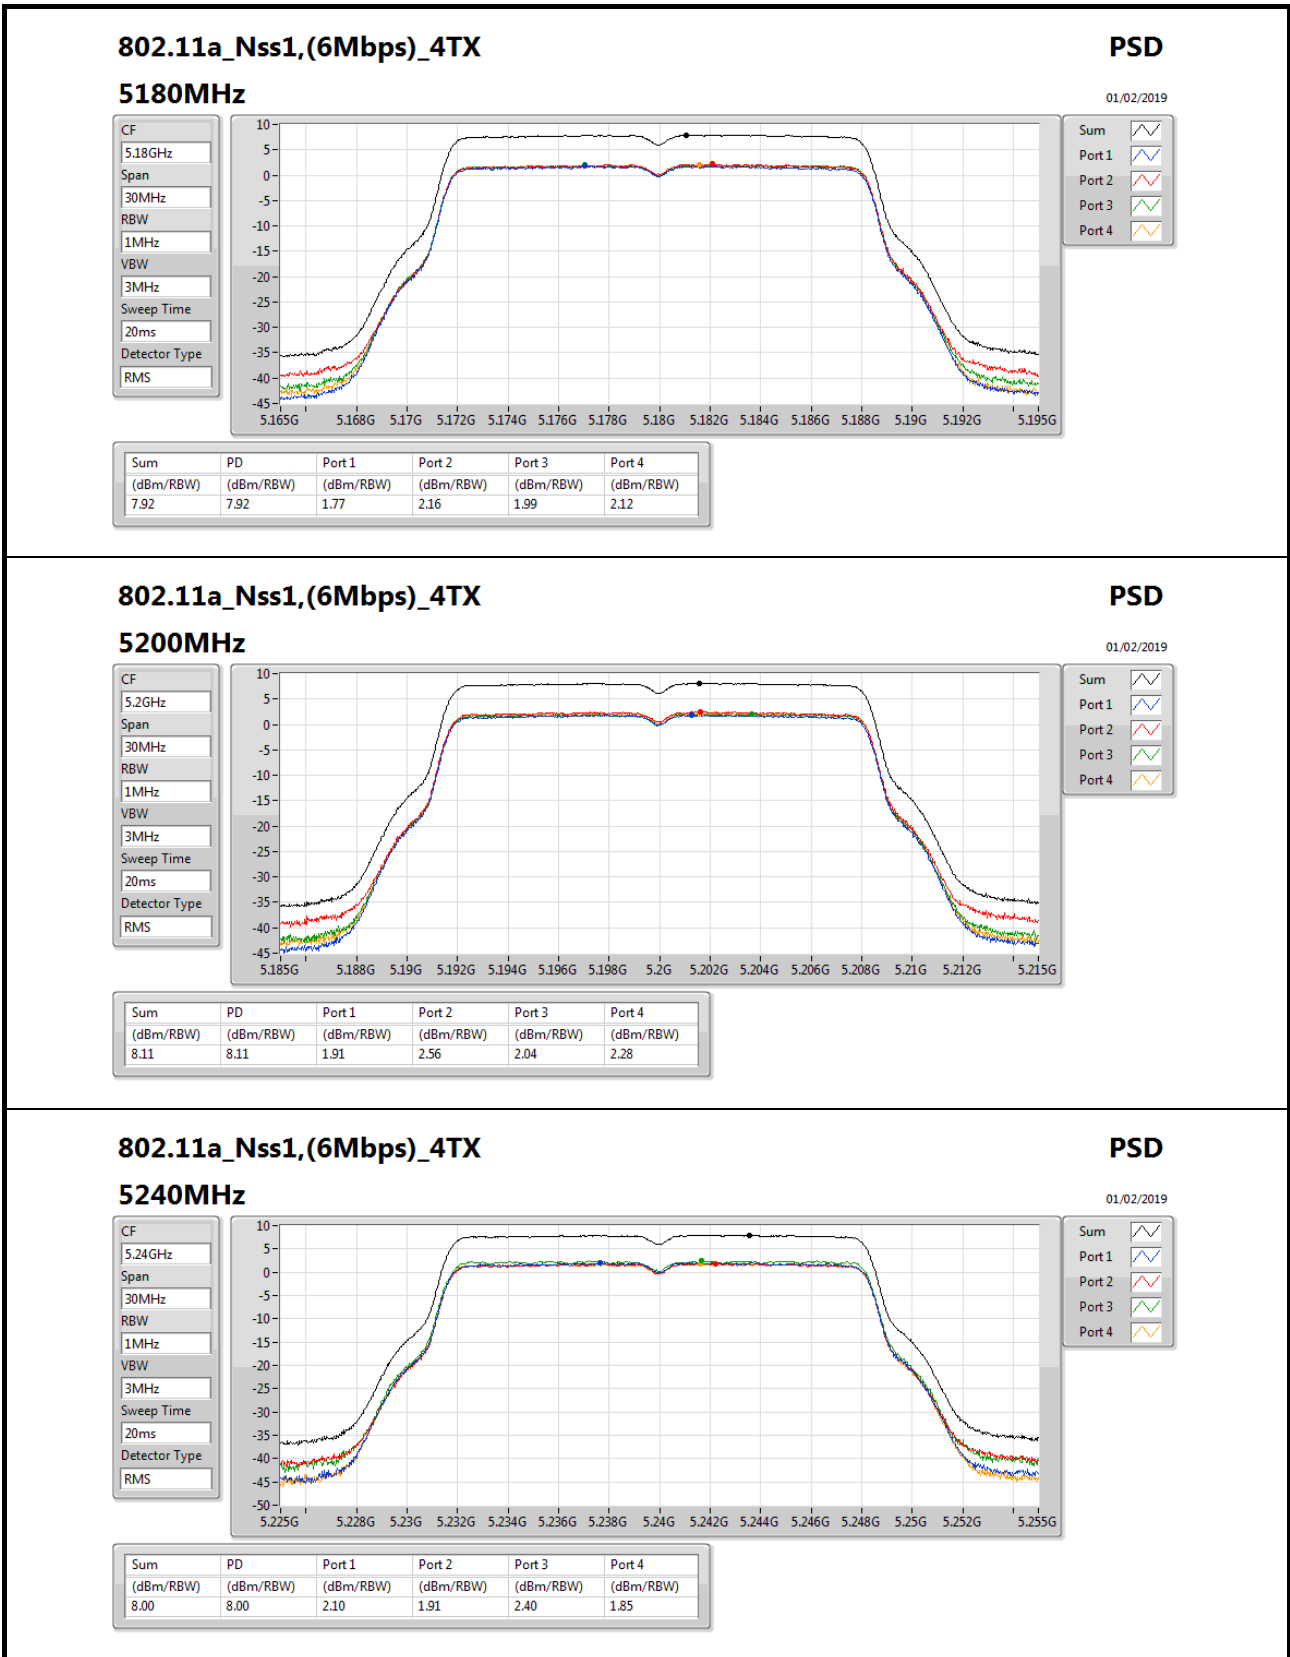 802.11a_Nss1,(6Mbps)_4TX PSD
5180MHz 01/02/2019
CF
5.18GHz
Span
30MHz
RBW
1MHz
VBW
3MHz
Sweep Time
20ms
Detector Type
RMS
10
5
0
-5
-10
-15
-20
-25
-30
-35
-40
-45
5.165G 5.168G 5.17G 5.172G 5.174G 5.176G 5.178G 5.18G 5.182G 5.184G 5.186G 5.188G 5.19G 5.192G 5.195G
Sum
Port 1
Port 2
Port 3
Port 4
Sum PD Port 1 Port 2 Port 3 Port 4
(dBm/RBW) (dBm/RBW) (dBm/RBW) (dBm/RBW) (dBm/RBW) (dBm/RBW)
7.92 7.92 1.77 2.16 1.99 2.12
802.11a_Nss1,(6Mbps)_4TX PSD
5200MHz 01/02/2019
CF
5.2GHz
Span
30MHz
RBW
1MHz
VBW
3MHz
Sweep Time
20ms
Detector Type
RMS
10
5
0
-5
-10
-15
-20
-25
-30
-35
-40
-45
5.185G 5.188G 5.19G 5.192G 5.194G 5.196G 5.198G 5.2G 5.202G 5.204G 5.206G 5.208G 5.21G 5.212G 5.215G
Sum
Port 1
Port 2
Port 3
Port 4
Sum PD Port 1 Port 2 Port 3 Port 4
(dBm/RBW) (dBm/RBW) (dBm/RBW) (dBm/RBW) (dBm/RBW) (dBm/RBW)
8.11 8.11 1.91 2.56 2.04 2.28
802.11a_Nss1,(6Mbps)_4TX PSD
5240MHz 01/02/2019
CF
5.24GHz
Span
30MHz
RBW
1MHz
VBW
3MHz
Sweep Time
20ms
Detector Type
RMS
10
5
0
-5
-10
-15
-20
-25
-30
-35
-40
-45
-50
5.225G 5.228G 5.23G 5.232G 5.234G 5.236G 5.238G 5.24G 5.242G 5.244G 5.246G 5.248G 5.25G 5.252G 5.255G
Sum
Port 1
Port 2
Port 3
Port 4
Sum PD Port 1 Port 2 Port 3 Port 4
(dBm/RBW) (dBm/RBW) (dBm/RBW) (dBm/RBW) (dBm/RBW) (dBm/RBW)
8.00 8.00 2.10 1.91 2.40 1.85